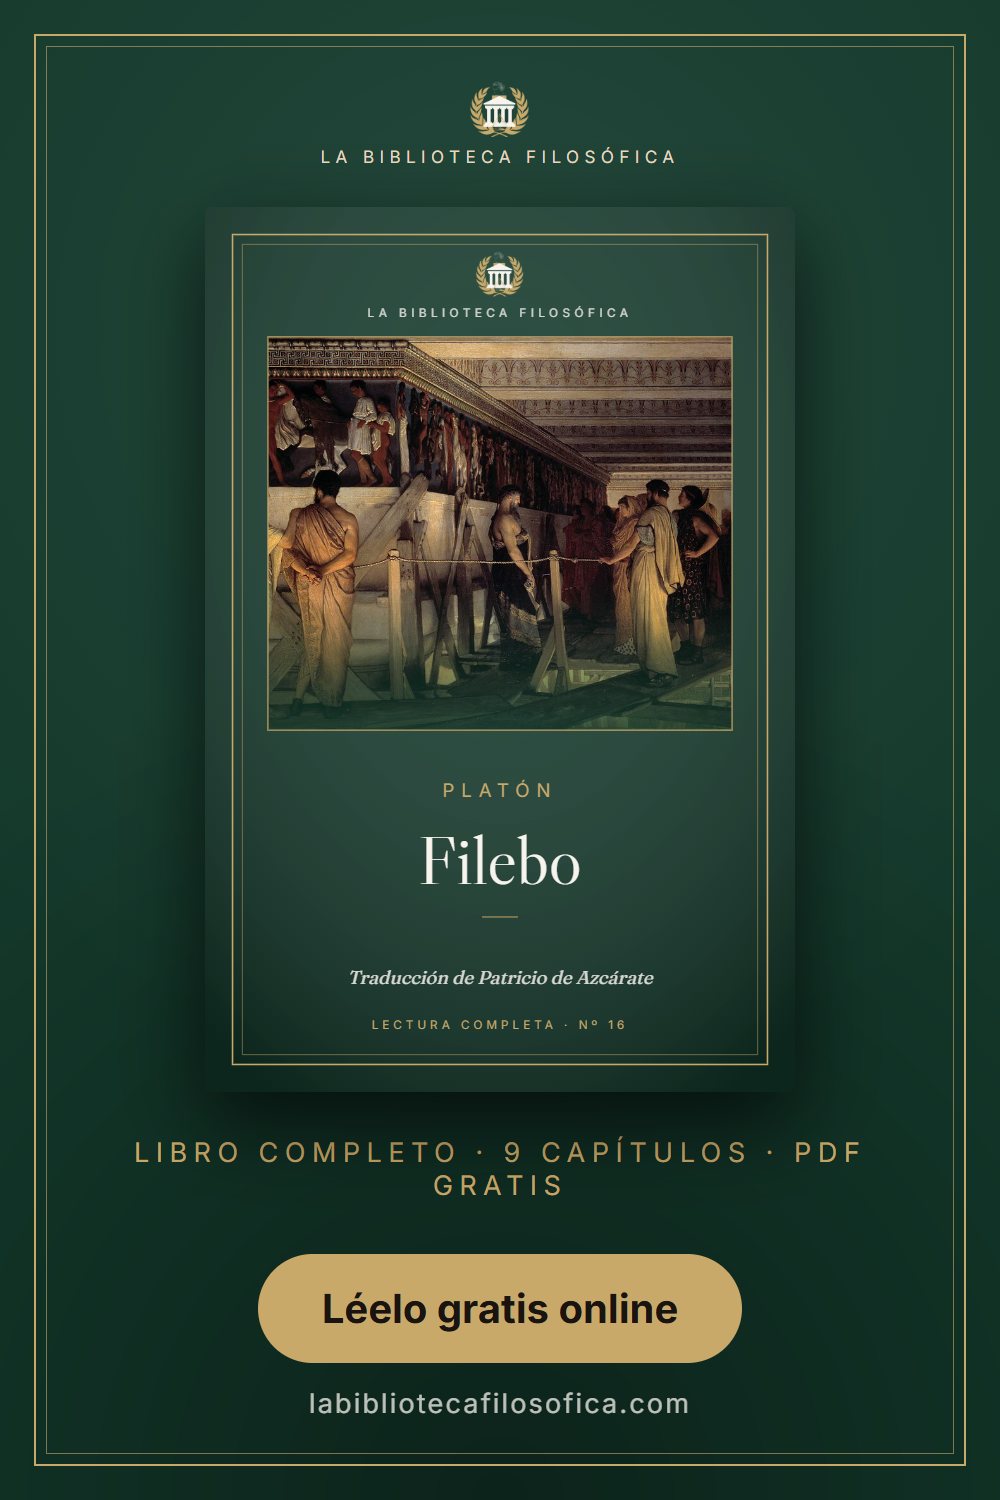 LA BIBLIOTECA FILOSÓFICA
LA BIBLIOTECA FILOSÓFICA
PLATÓN
Filebo
Traducción de Patricio de Azcárate
LECTURA COMPLETA · Nº 16
LIBRO COMPLETO · 9 CAPÍTULOS · PDF
GRATIS
Léelo gratis online
labibliotecafilosofica.com